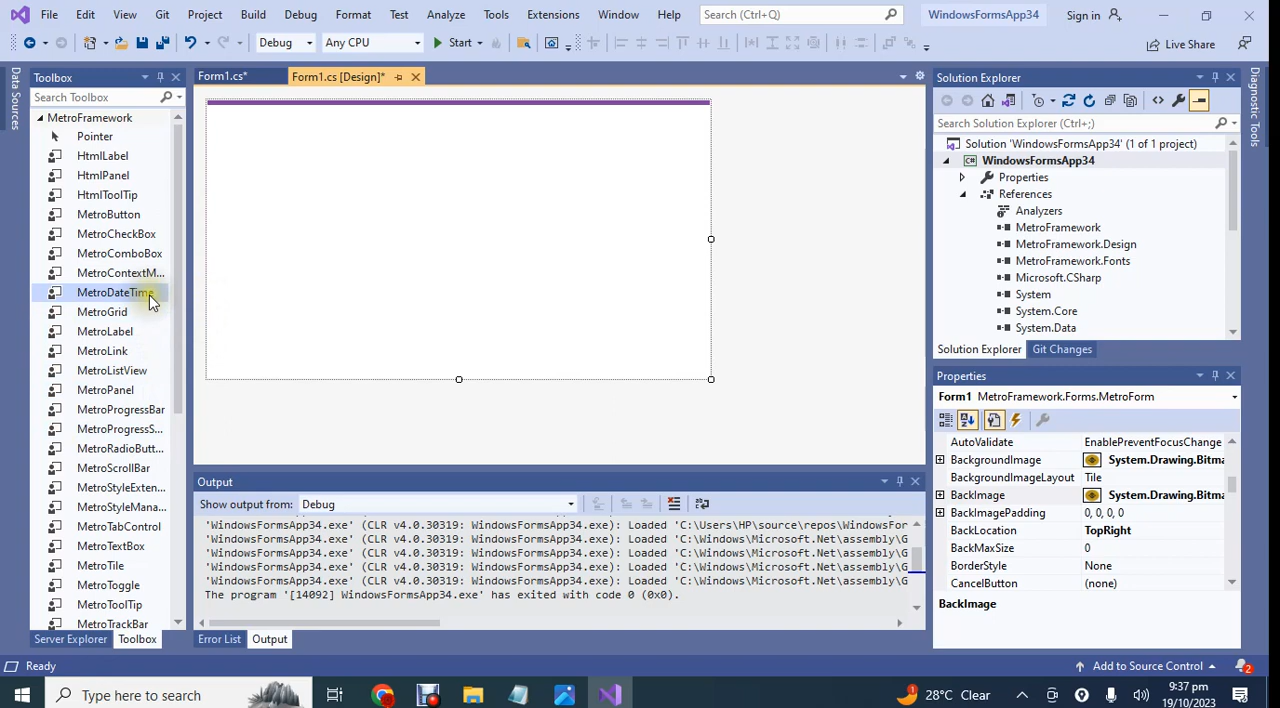 File Edit View Git Project Build Debug Format Test Analyze Tools Extensions Window Help Search (Ctrl+Q) WindowsFormsApp34 Sign in
Debug Any CPU Start Live Share
Data Sources
Toolbox
Search Toolbox
MetroFramework
Pointer
HtmlLabel
HtmlPanel
HtmlToolTip
MetroButton
MetroCheckBox
MetroComboBox
MetroContextM...
MetroDateTime
MetroGrid
MetroLabel
MetroLink
MetroListView
MetroPanel
MetroProgressBar
MetroProgressS...
MetroRadioButt...
MetroScrollBar
MetroStyleExten...
MetroStyleMana...
MetroTabControl
MetroTextBox
MetroTile
MetroToggle
MetroToolTip
MetroTrackBar
Server Explorer Toolbox
Form1.cs* Form1.cs [Design]*
Output
Show output from: Debug
'WindowsFormsApp34.exe' (CLR v4.0.30319: WindowsFormsApp34.exe): Loaded 'C:\Users\HP\source\repos\WindowsFor
'WindowsFormsApp34.exe' (CLR v4.0.30319: WindowsFormsApp34.exe): Loaded 'C:\Windows\Microsoft.Net\assembly\G
'WindowsFormsApp34.exe' (CLR v4.0.30319: WindowsFormsApp34.exe): Loaded 'C:\Windows\Microsoft.Net\assembly\G
'WindowsFormsApp34.exe' (CLR v4.0.30319: WindowsFormsApp34.exe): Loaded 'C:\Windows\Microsoft.Net\assembly\G
'WindowsFormsApp34.exe' (CLR v4.0.30319: WindowsFormsApp34.exe): Loaded 'C:\Windows\Microsoft.Net\assembly\G
The program '[14092] WindowsFormsApp34.exe' has exited with code 0 (0x0).
Error List Output
Solution Explorer
Search Solution Explorer (Ctrl+;)
Solution 'WindowsFormsApp34' (1 of 1 project)
C# WindowsFormsApp34
Properties
References
Analyzers
MetroFramework
MetroFramework.Design
MetroFramework.Fonts
Microsoft.CSharp
System
System.Core
System.Data
Solution Explorer Git Changes
Properties
Form1 MetroFramework.Forms.MetroForm
AutoValidate EnablePreventFocusChange
BackgroundImage System.Drawing.Bitma
BackgroundImageLayout Tile
BackImage System.Drawing.Bitma
BackImagePadding 0, 0, 0, 0
BackLocation TopRight
BackMaxSize 0
BorderStyle None
CancelButton (none)
BackImage
Diagnostic Tools
Ready Add to Source Control 2
Type here to search 1 28°C Clear 9:37 pm
19/10/2023